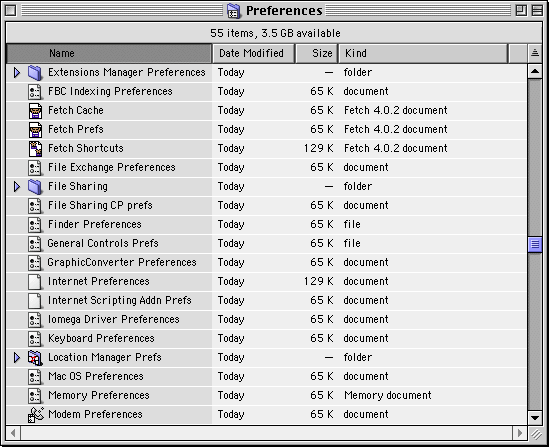 Preferences
55 items, 3.5 GB available
Name Date Modified Size Kind
Extensions Manager Preferences Today — folder
FBC Indexing Preferences Today 65 K document
Fetch Cache Today 65 K Fetch 4.0.2 document
Fetch Prefs Today 65 K Fetch 4.0.2 document
Fetch Shortcuts Today 129 K Fetch 4.0.2 document
File Exchange Preferences Today 65 K document
File Sharing Today — folder
File Sharing CP prefs Today 65 K document
Finder Preferences Today 65 K file
General Controls Prefs Today 65 K file
GraphicConverter Preferences Today 65 K document
Internet Preferences Today 129 K document
Internet Scripting Addn Prefs Today 65 K document
Iomega Driver Preferences Today 65 K document
Keyboard Preferences Today 65 K document
Location Manager Prefs Today — folder
Mac OS Preferences Today 65 K document
Memory Preferences Today 65 K Memory document
Modem Preferences Today 65 K document